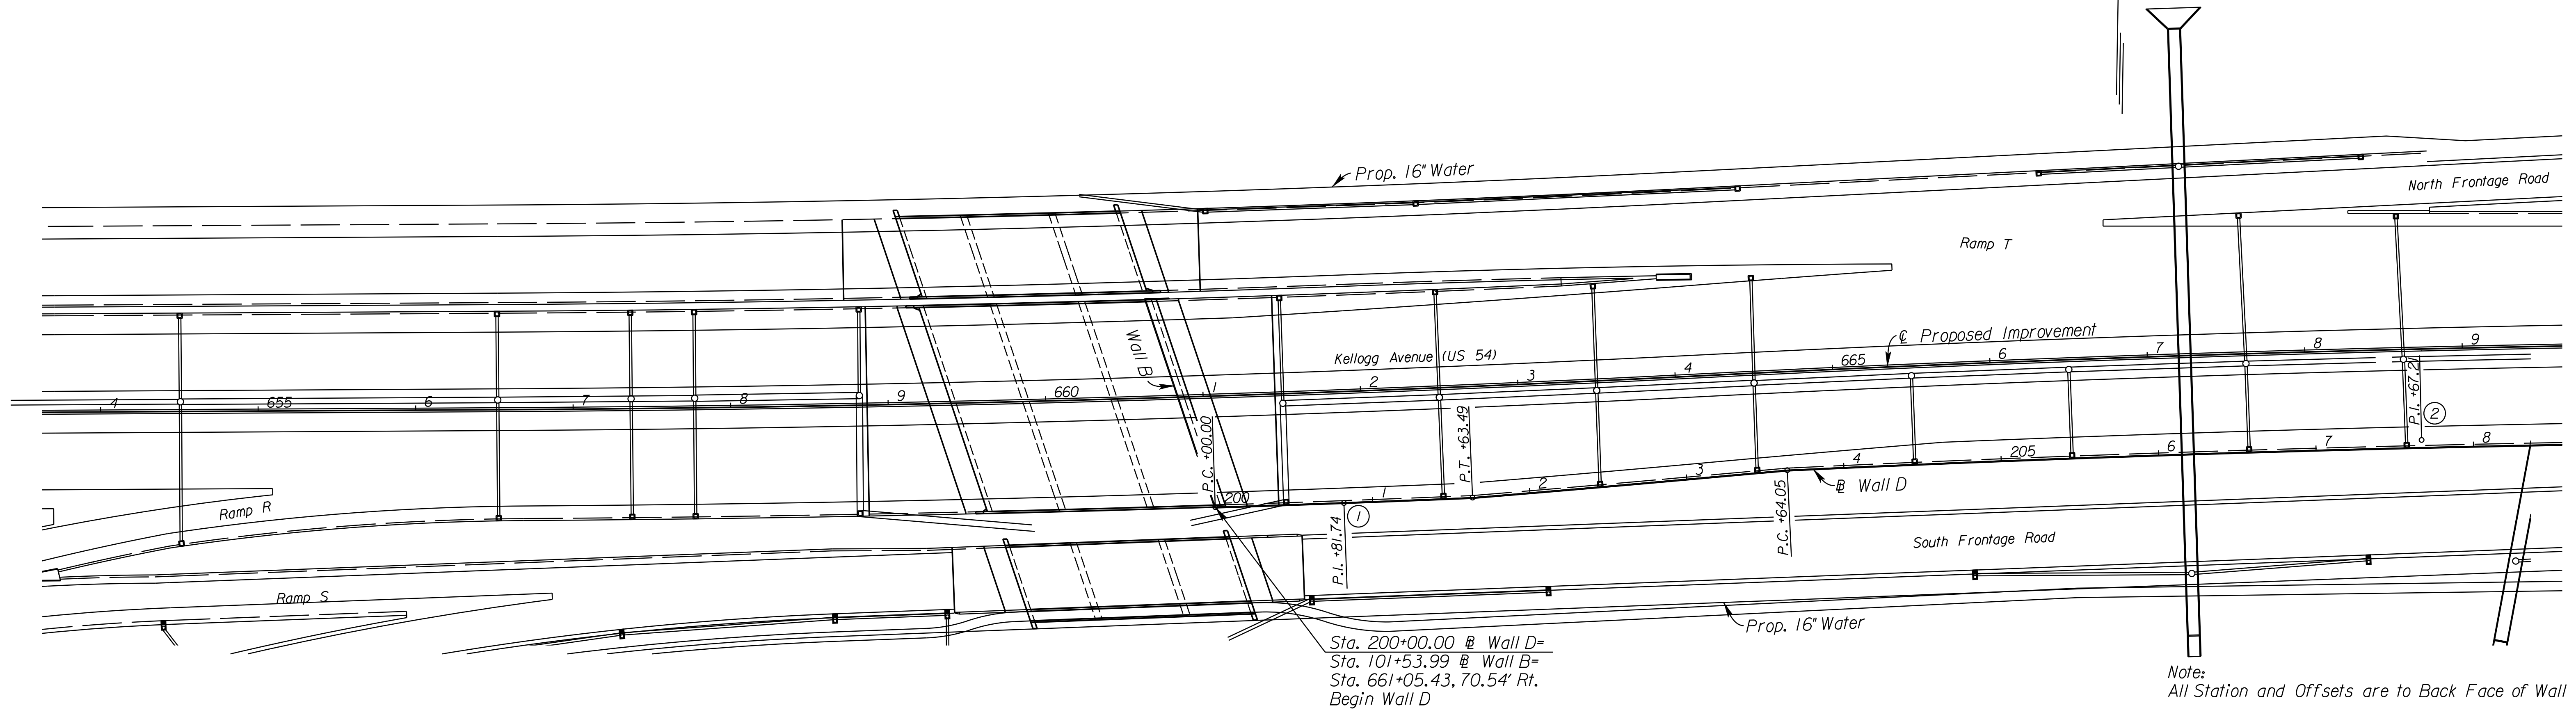 Prop. 16" Water
North Frontage Road
Ramp T
℄ Proposed Improvement
Kellogg Avenue (US 54)
Wall B
4 655 6 7 8 9 660 1 2 3 4 665 6 7 8 9
P.C. +00.00
P.T. +63.49
P.I. +67.21
2
200 1 2 3 4 205 6 7 8
Ramp R
P.I. +81.74
1
P.C. +64.05
BL Wall D
South Frontage Road
Ramp S
Prop. 16" Water
Sta. 200+00.00 BL Wall D=
Sta. 101+53.99 BL Wall B=
Sta. 661+05.43, 70.54' Rt.
Begin Wall D
Note:
All Station and Offsets are to Back Face of Wall